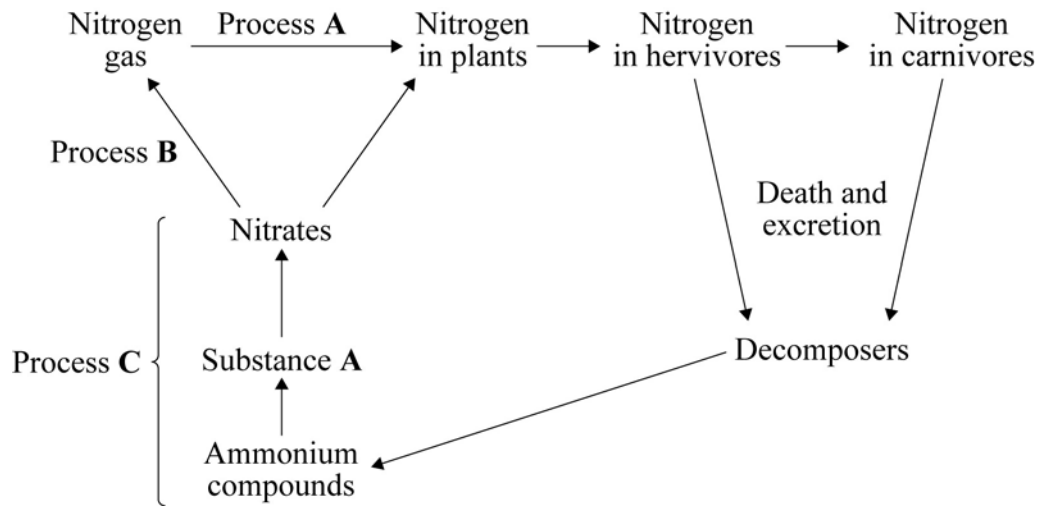 Nitrogen
gas
Process A
Nitrogen
in plants
Nitrogen
in hervivores
Nitrogen
in carnivores
Process B
Death and
excretion
Nitrates
Process C
Substance A
Decomposers
Ammonium
compounds